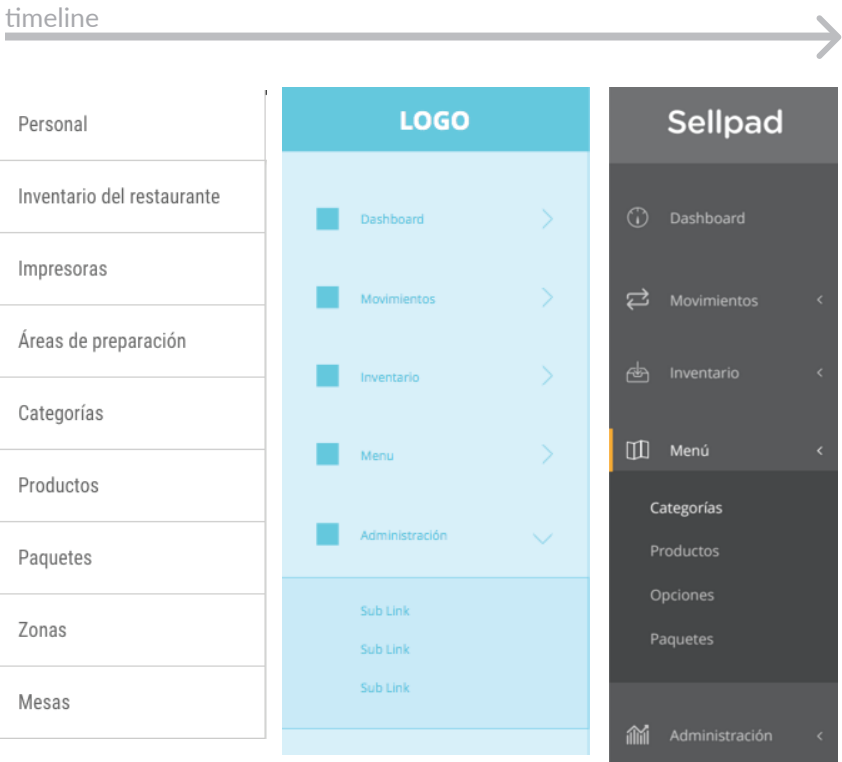 timeline
Personal
Inventario del restaurante
Impresoras
Áreas de preparación
Categorías
Productos
Paquetes
Zonas
Mesas
LOGO
Dashboard
Movimientos
Inventario
Menu
Administración
Sub Link
Sub Link
Sub Link
Sellpad
Dashboard
Movimientos
Inventario
Menú
Categorías
Productos
Opciones
Paquetes
Administración